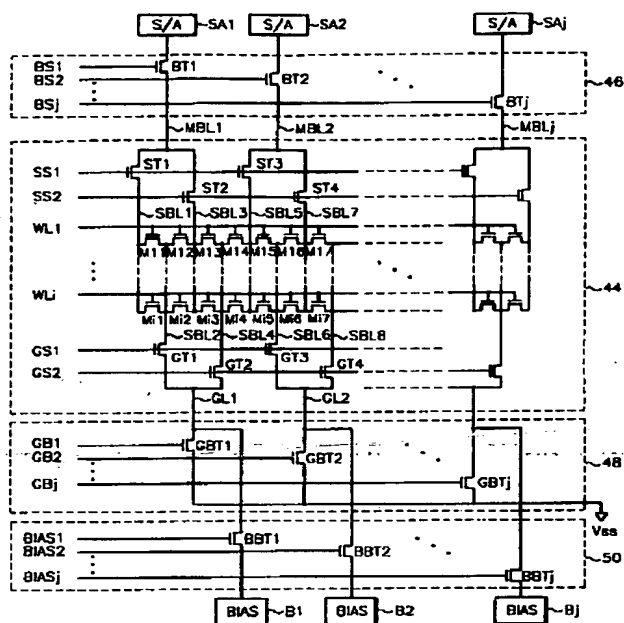 S/A SA1 S/A SA2 S/A SAj
BS1 BT1
BS2 BT2
BSj BTj 46
MBL1 MBL2 MBLj
SS1 ST1 ST3
SS2 ST2 ST4
SBL1 SBL3 SBL5 SBL7
WL1
M11 M12 M13 M14 M15 M16 M17
44
WLi
Mi1 Mi2 Mi3 Mi4 Mi5 Mi6 Mi7
SBL2 SBL4 SBL6 SBL8
GS1 GT1 GT3
GS2 GT2 GT4
GL1 GL2
GB1 GBT1
GB2 GBT2
GBj GBTj 48
Vss
BIAS1 BBT1
BIAS2 BBT2
BIASj BBTj 50
BIAS B1 BIAS B2 BIAS Bj